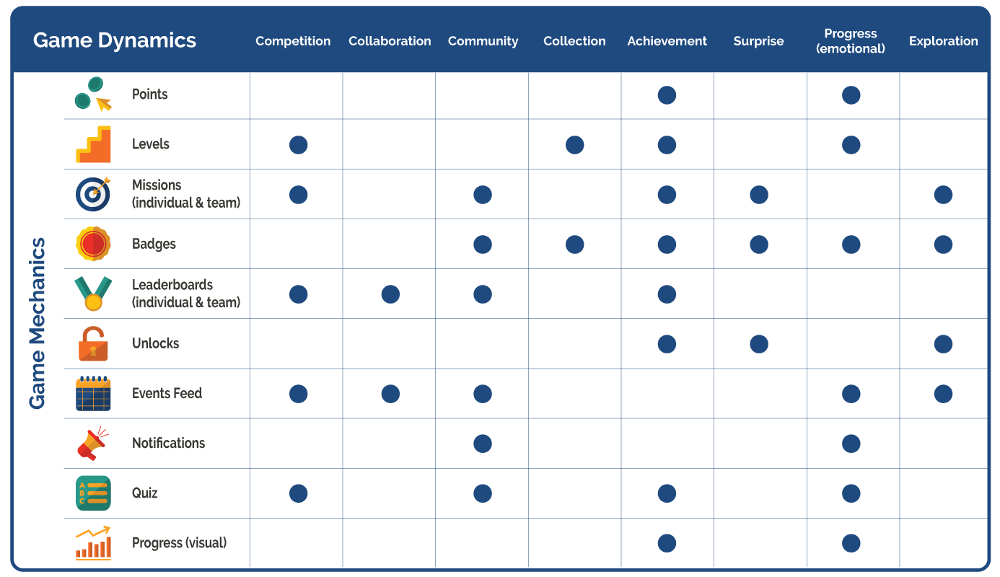 Game Dynamics
Competition
Collaboration
Community
Collection
Achievement
Surprise
Progress
(emotional)
Exploration
Game Mechanics
Points
Levels
Missions
(individual & team)
Badges
Leaderboards
(individual & team)
Unlocks
Events Feed
Notifications
A
B
C
Quiz
Progress (visual)